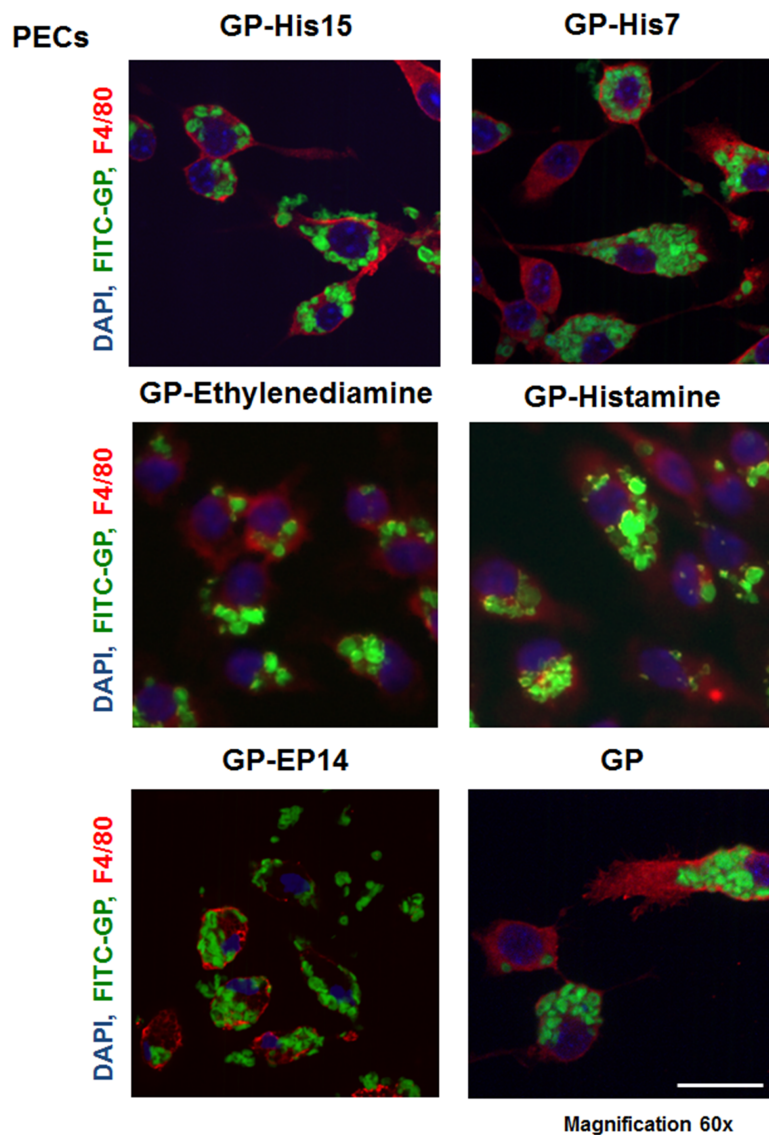 PECs
GP-His15
GP-His7
DAPI, FITC-GP, F4/80
GP-Ethylenediamine
GP-Histamine
DAPI, FITC-GP, F4/80
GP-EP14
GP
DAPI, FITC-GP, F4/80
Magnification 60x